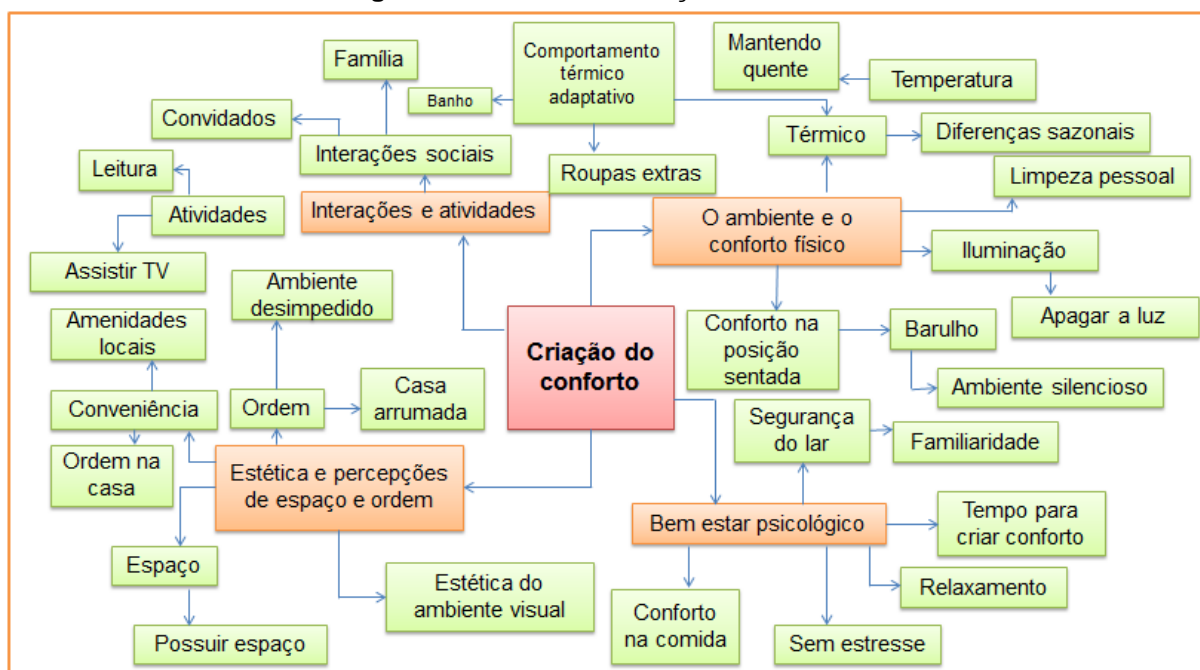 Família
Comportamento
térmico
adaptativo
Mantendo
quente
Temperatura
Banho
Convidados
Interações sociais
Térmico
Diferenças sazonais
Leitura
Roupas extras
Limpeza pessoal
Atividades
Interações e atividades
O ambiente e o
conforto físico
Iluminação
Assistir TV
Ambiente
desimpedido
Apagar a luz
Amenidades
locais
Criação do
conforto
Conforto na
posição
sentada
Barulho
Ambiente silencioso
Conveniência
Ordem
Casa
arrumada
Segurança
do lar
Familiaridade
Ordem na
casa
Estética e percepções
de espaço e ordem
Bem estar psicológico
Tempo para
criar conforto
Espaço
Estética do
ambiente visual
Conforto
na comida
Relaxamento
Possuir espaço
Sem estresse